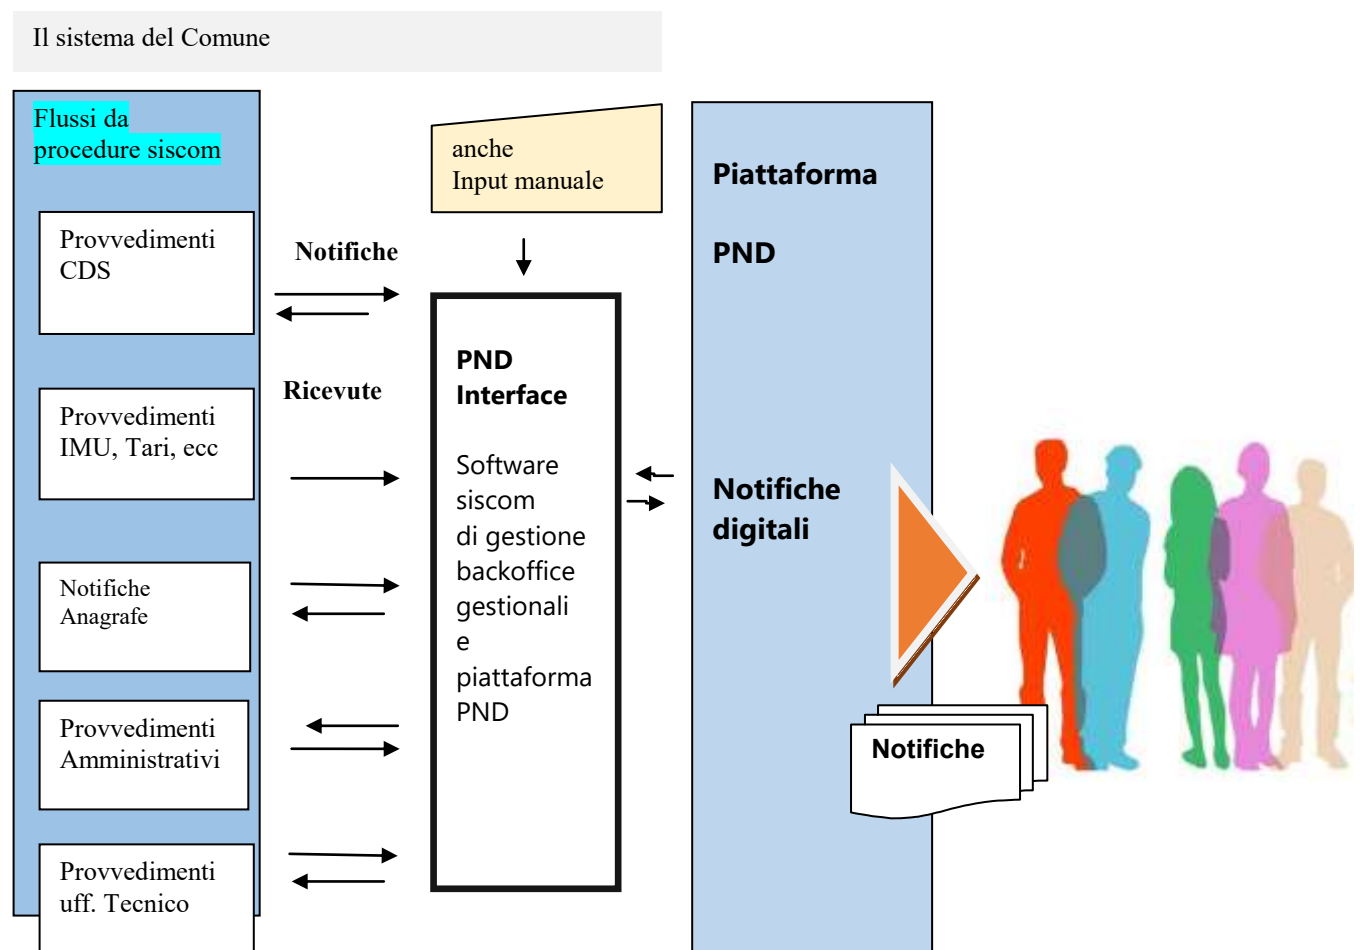 Il sistema del Comune
Flussi da
procedure siscom
Provvedimenti
CDS
Provvedimenti
IMU, Tari, ecc
Notifiche
Anagrafe
Provvedimenti
Amministrativi
Provvedimenti
uff. Tecnico
Notifiche
Ricevute
anche
Input manuale
PND
Interface
Software
siscom
di gestione
backoffice
gestionali
e
piattaforma
PND
Piattaforma
PND
Notifiche
digitali
Notifiche